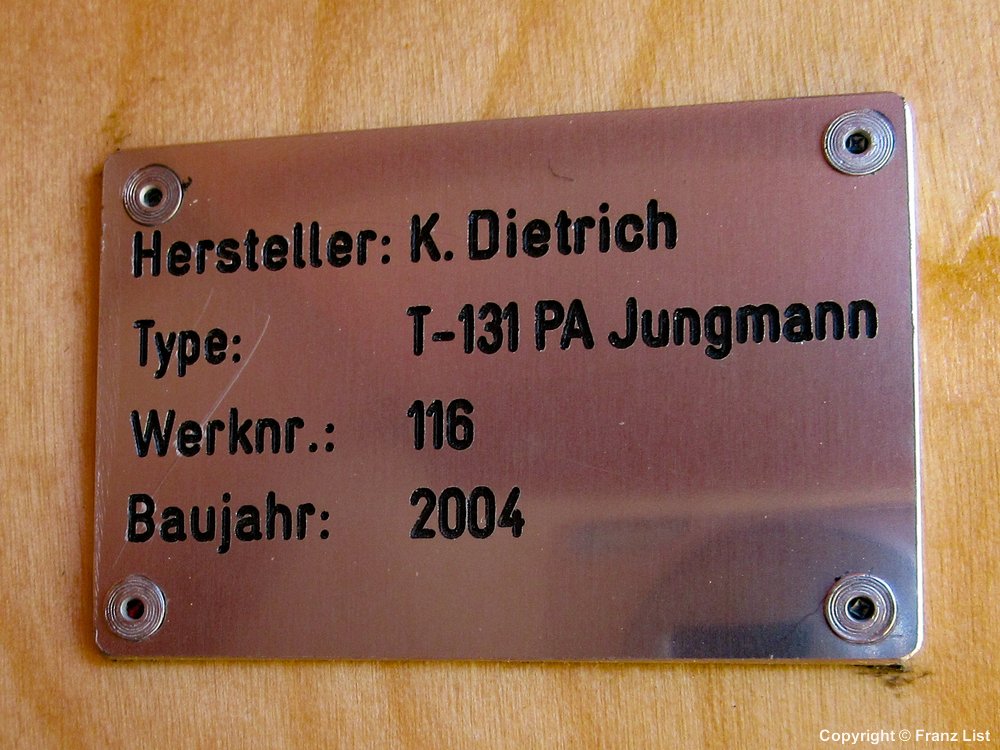 Hersteller: K. Dietrich
Type: T-131 PA Jungmann
Werknr.: 116
Baujahr: 2004
Copyright © Franz List